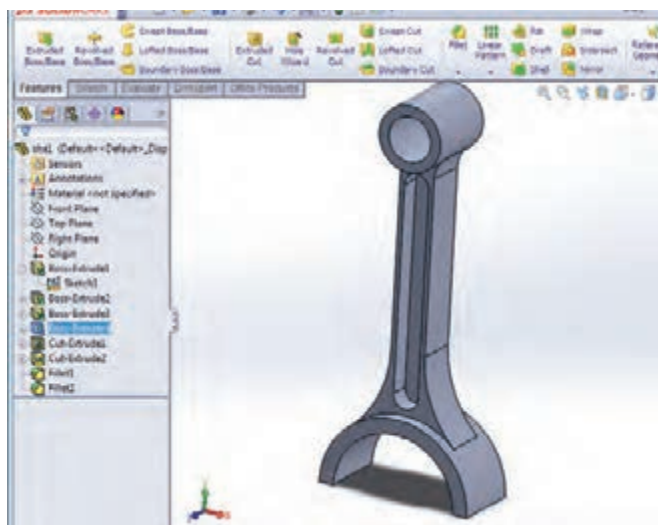 Extruded Boss/Base
Revolved Boss/Base
Swept Boss/Base
Lofted Boss/Base
Boundary Boss/Base
Extruded Cut
Hole Wizard
Revolved Cut
Swept Cut
Lofted Cut
Boundary Cut
Fillet
Linear Pattern
Rib
Draft
Shell
Wrap
Intersect
Mirror
Features
Sketch
Evaluate
DimXpert
Office Products
(Default<<Default>_Disp
Sensors
Annotations
Material <not specified>
Front Plane
Top Plane
Right Plane
Origin
Boss-Extrude1
Sketch1
Boss-Extrude2
Boss-Extrude3
Cut-Extrude1
Cut-Extrude2
Fillet1
Fillet2